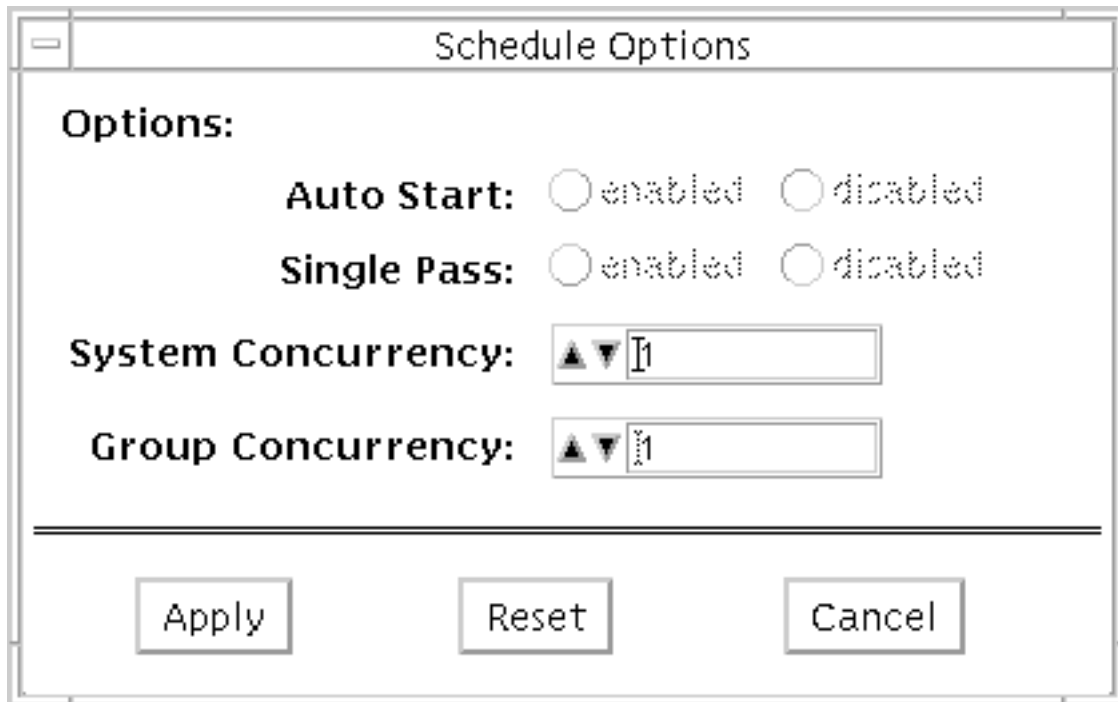 Schedule Options
Options:
Auto Start: enabled disabled
Single Pass: enabled disabled
System Concurrency: 1
Group Concurrency: 1
Apply Reset Cancel